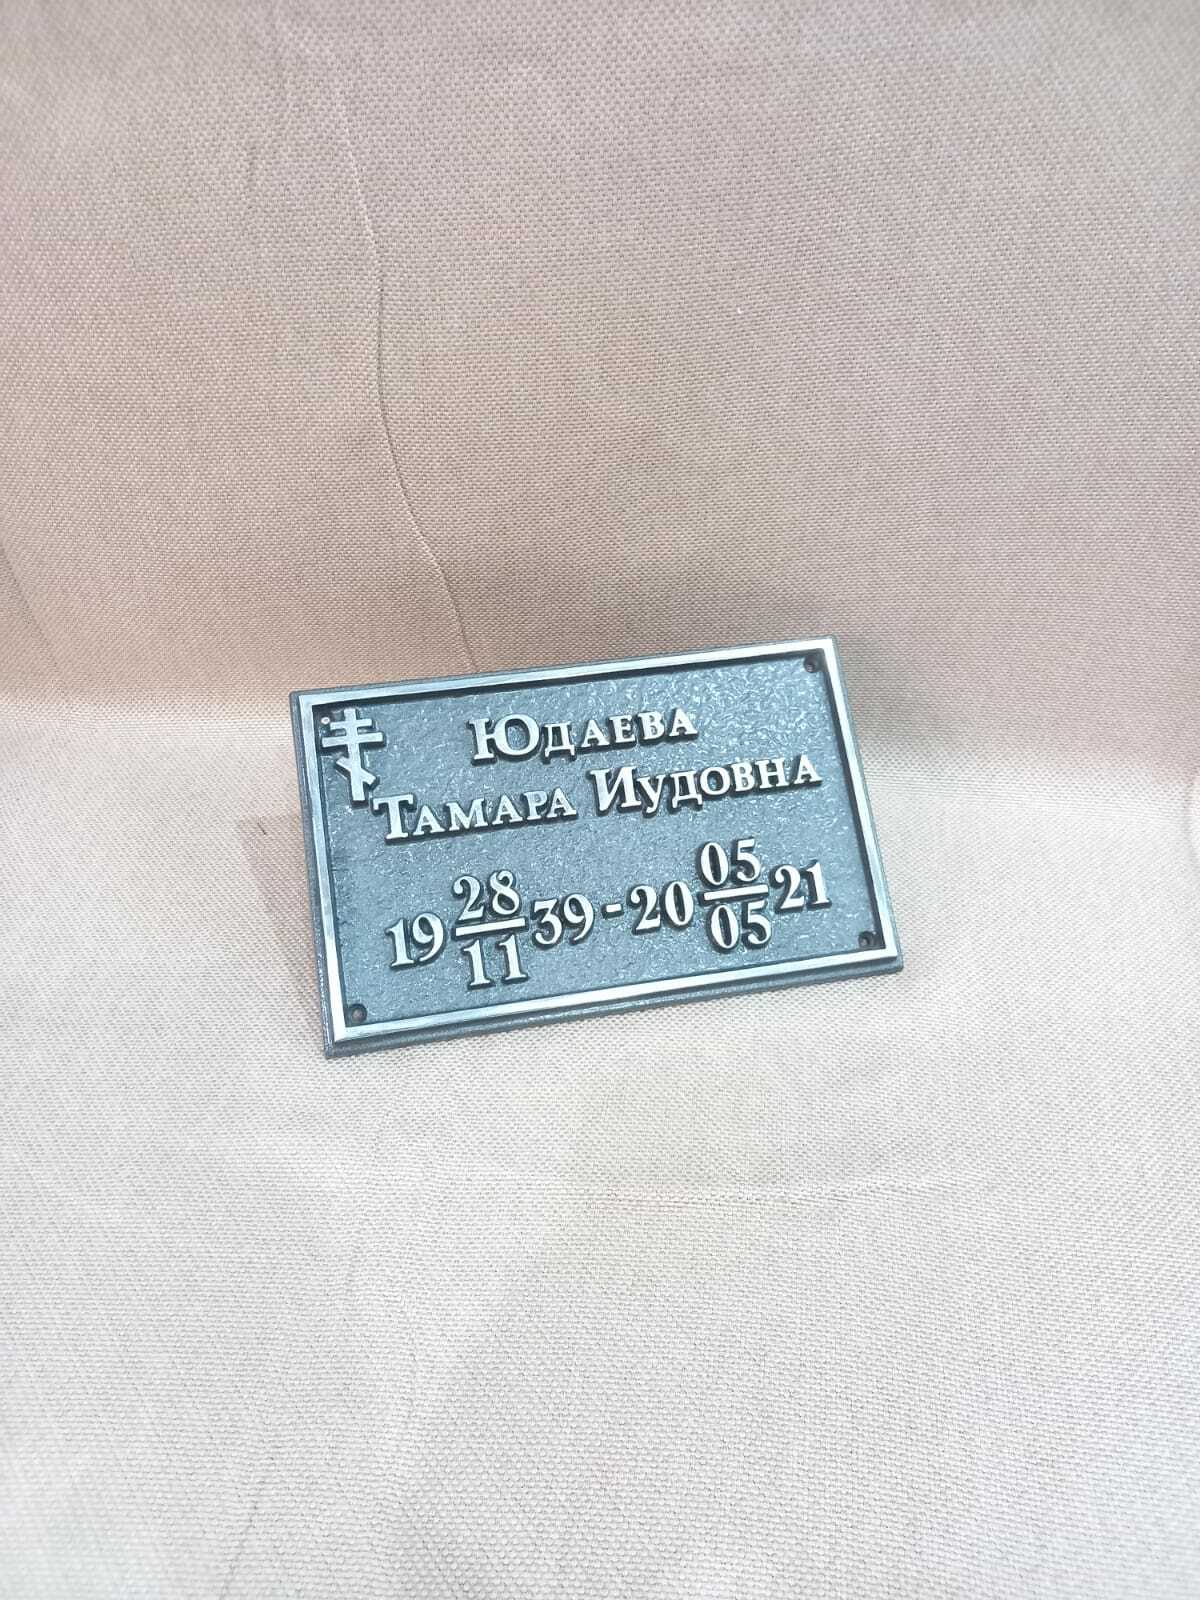 Юдаева
Тамара Иудовна
19 28/11 39 - 20 05/05 21